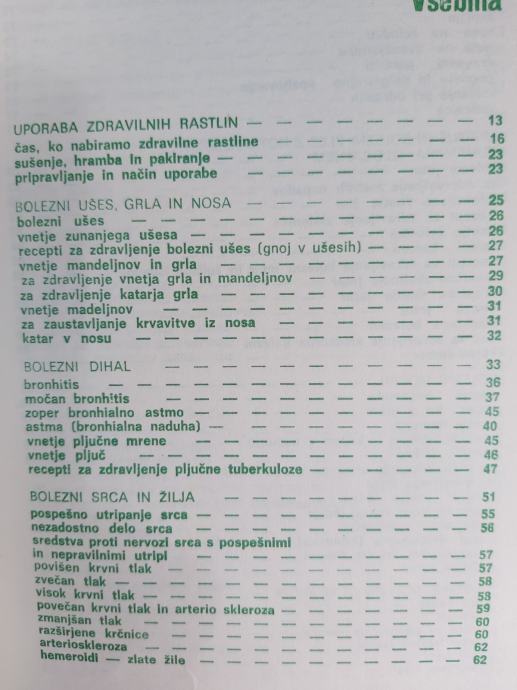 Vsebina
UPORABA ZDRAVILNIH RASTLIN — — — — — — — — — 13
čas, ko nabiramo zdravilne rastline — — — — — — — — 16
sušenje, hramba in pakiranje — — — — — — — — — — 23
pripravljanje in način uporabe — — — — — — — — — 23
BOLEZNI UŠES, GRLA IN NOSA — — — — — — — — — 25
bolezni ušes — — — — — — — — — — — — 26
vnetje zunanjega ušesa — — — — — — — — — — 26
recepti za zdravljenje bolezni ušes (gnoj v ušesih) — — — — 27
vnetje mandeljnov in grla — — — — — — — — — 27
za zdravljenje vnetja grla in mandeljnov — — — — — — 29
za zdravljenje katarja grla — — — — — — — — — 30
vnetje madeljnov — — — — — — — — — — — 31
za zaustavljanje krvavitve iz nosa — — — — — — — 31
katar v nosu — — — — — — — — — — — — 32
BOLEZNI DIHAL — — — — — — — — — — — — 33
bronhitis — — — — — — — — — — — — — 36
močan bronhitis — — — — — — — — — — — — 37
zoper bronhialno astmo — — — — — — — — — — — 45
astma (bronhialna naduha) — — — — — — — — — — 40
vnetje pljučne mrene — — — — — — — — — — 45
vnetje pljuč — — — — — — — — — — — — 46
recepti za zdravljenje pljučne tuberkuloze — — — — — — — 47
BOLEZNI SRCA IN ŽILJA — — — — — — — — — — 51
pospešno utripanje srca — — — — — — — — — — — 55
nezadostno delo srca — — — — — — — — — — — 56
sredstva proti nervozi srca s pospešnimi
in nepravilnimi utripi — — — — — — — — — — 57
povišen krvni tlak — — — — — — — — — — — 57
zvečan tlak — — — — — — — — — — — — — 58
visok krvni tlak — — — — — — — — — — — — 58
povečan krvni tlak in arterio skleroza — — — — — — — — 59
zmanjšan tlak — — — — — — — — — — — — 60
razširjene krčnice — — — — — — — — — — — 60
arterioskleroza — — — — — — — — — — — — 62
hemeroidi — zlate žile — — — — — — — — — — 62